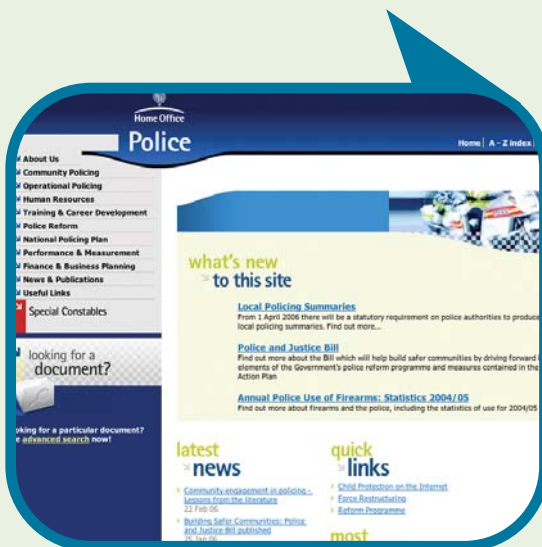 Home Office
Police
Home | A - Z index |
About Us
Community Policing
Operational Policing
Human Resources
Training & Career Development
Police Reform
National Policing Plan
Performance & Measurement
Finance & Business Planning
News & Publications
Useful Links
Special Constables
looking for a
document?
oking for a particular document?
advanced search now!
what's new
to this site
Local Policing Summaries
From 1 April 2006 there will be a statutory requirement on police authorities to produce
local policing summaries. Find out more...
Police and Justice Bill
Find out more about the Bill which will help build safer communities by driving forward
elements of the Government's police reform programme and measures contained in the
Action Plan
Annual Police Use of Firearms: Statistics 2004/05
Find out more about firearms and the police, including the statistics of use for 2004/05
latest
news
Community engagement in policing -
Lessons from the literature
22 Feb 06
Building Safer Communities: Police
and Justice Bill published
25 Jan 06
quick
links
Child Protection on the Internet
Force Restructuring
Reform Programme
most